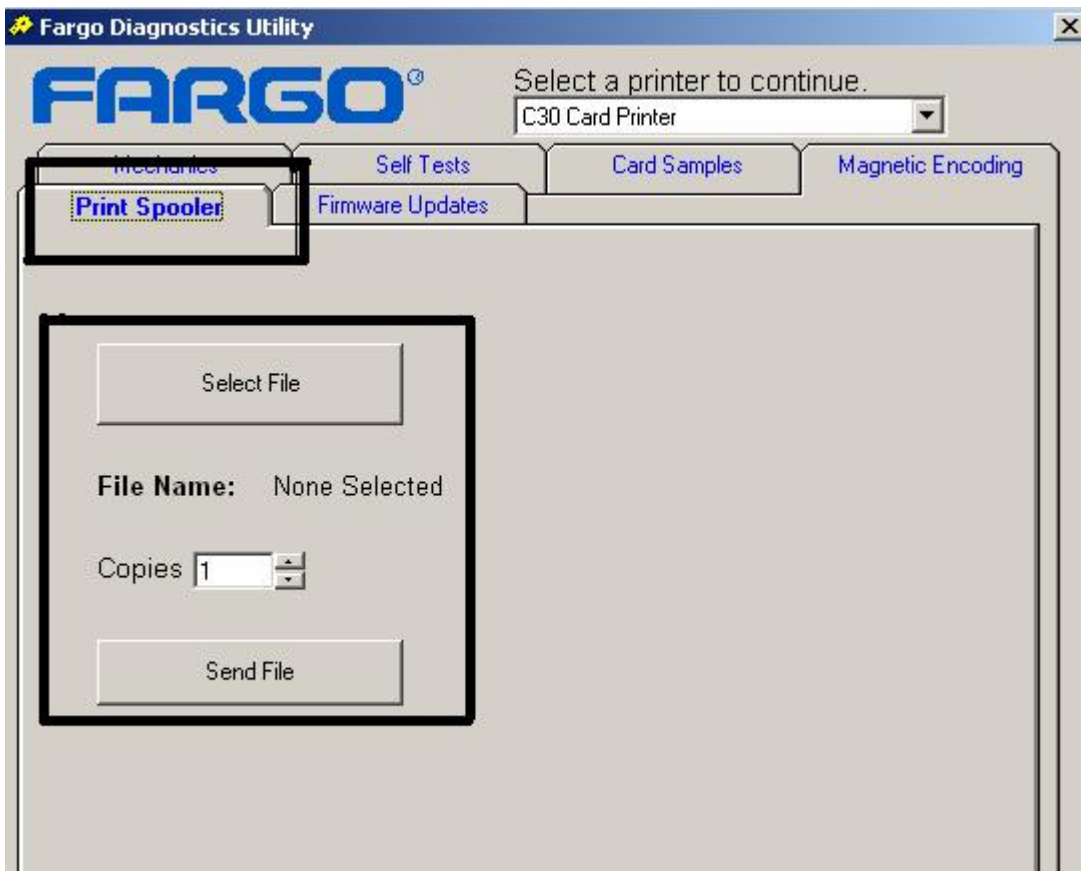 Fargo Diagnostics Utility
FARGO®
Select a printer to continue.
C30 Card Printer
Mechanics
Self Tests
Card Samples
Magnetic Encoding
Print Spooler
Firmware Updates
Select File
File Name: None Selected
Copies 1
Send File